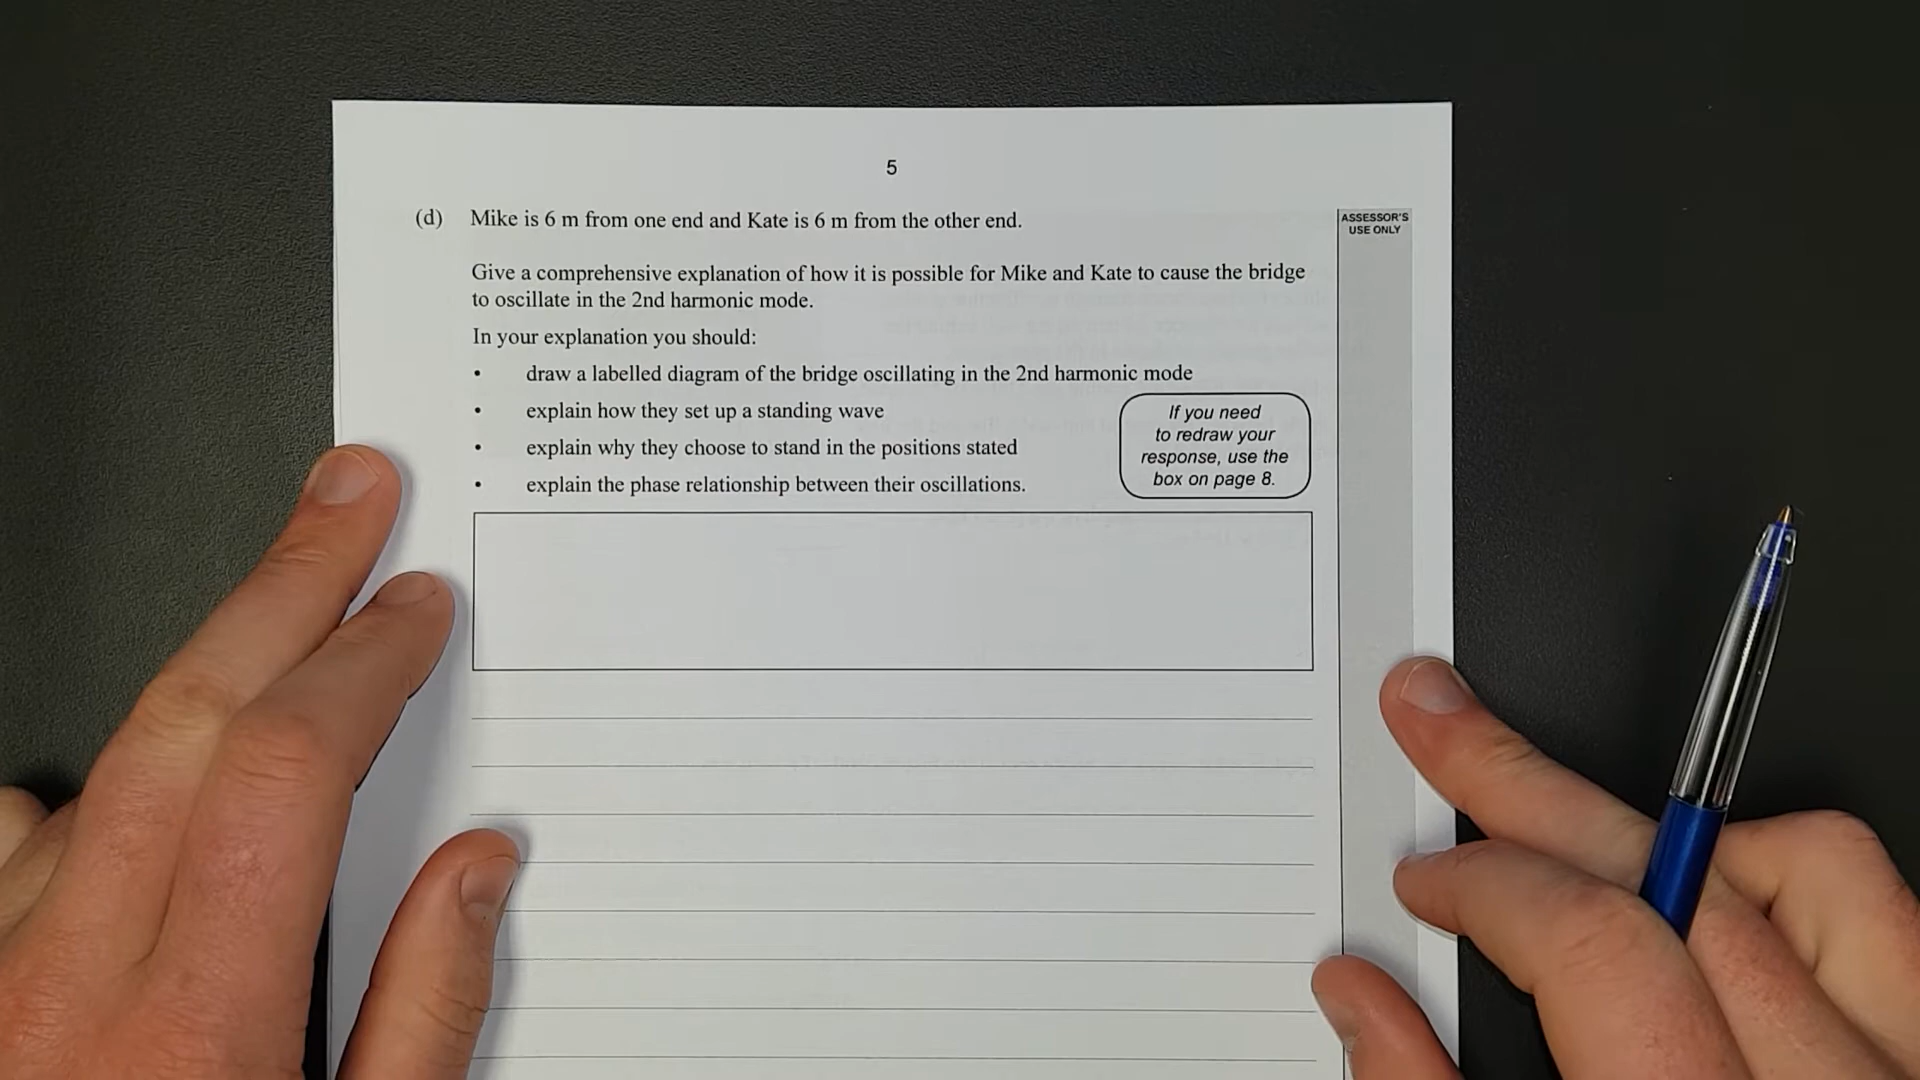 5
(d) Mike is 6 m from one end and Kate is 6 m from the other end.
ASSESSOR'S
USE ONLY
Give a comprehensive explanation of how it is possible for Mike and Kate to cause the bridge
to oscillate in the 2nd harmonic mode.
In your explanation you should:
• draw a labelled diagram of the bridge oscillating in the 2nd harmonic mode
• explain how they set up a standing wave
• explain why they choose to stand in the positions stated
• explain the phase relationship between their oscillations.
If you need
to redraw your
response, use the
box on page 8.